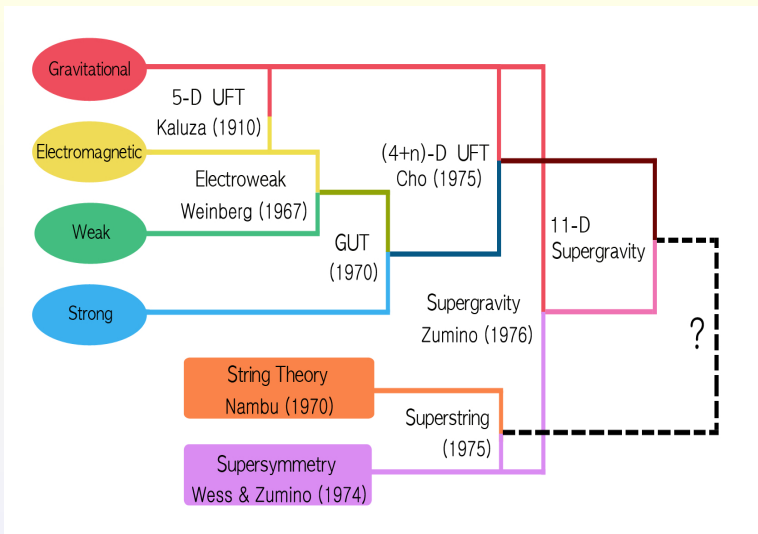 Gravitational
5-D UFT
Kaluza (1910)
Electromagnetic
(4+n)-D UFT
Cho (1975)
Electroweak
Weinberg (1967)
Weak
GUT
(1970)
11-D
Supergravity
Strong
Supergravity
Zumino (1976)
?
String Theory
Nambu (1970)
Superstring
(1975)
Supersymmetry
Wess & Zumino (1974)